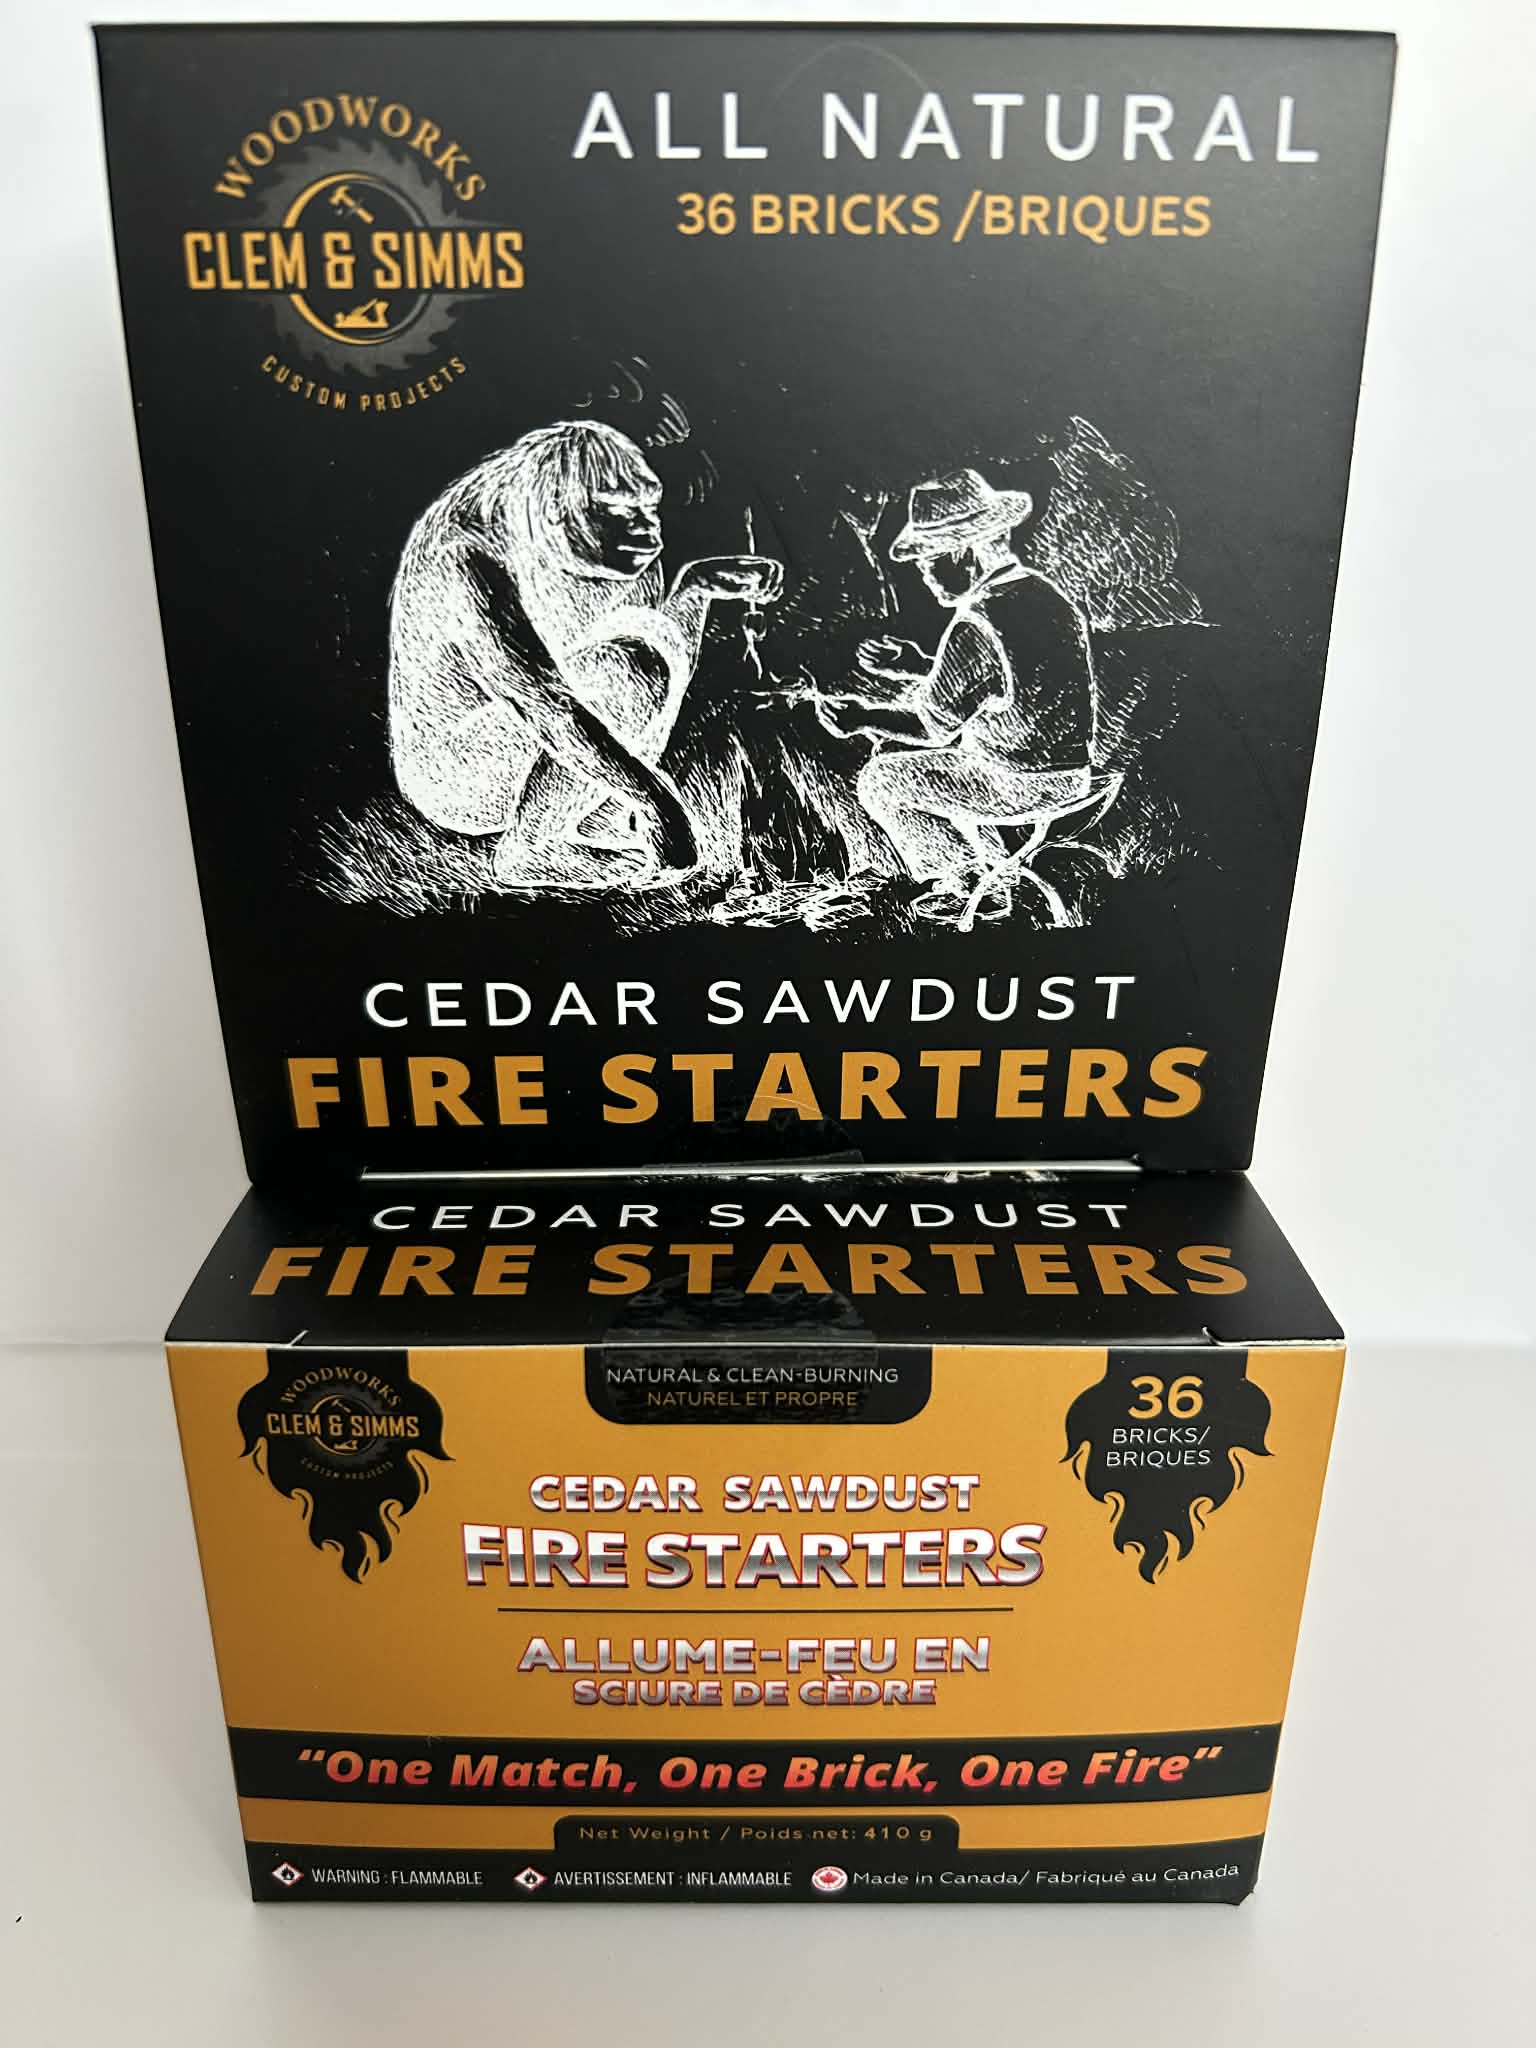 WOODWORKS
CLEM & SIMMS
CUSTOM PROJECTS
ALL NATURAL
36 BRICKS /BRIQUES
CEDAR SAWDUST
FIRE STARTERS
CEDAR SAWDUST
FIRE STARTERS
WOODWORKS
CLEM & SIMMS
CUSTOM PROJECTS
NATURAL & CLEAN-BURNING
NATUREL ET PROPRE
36
BRICKS/
BRIQUES
CEDAR SAWDUST
FIRE STARTERS
ALLUME-FEU EN
SCIURE DE CÈDRE
"One Match, One Brick, One Fire"
Net Weight / Poids net: 410 g
WARNING : FLAMMABLE
AVERTISSEMENT : INFLAMMABLE
Made in Canada/ Fabriqué au Canada